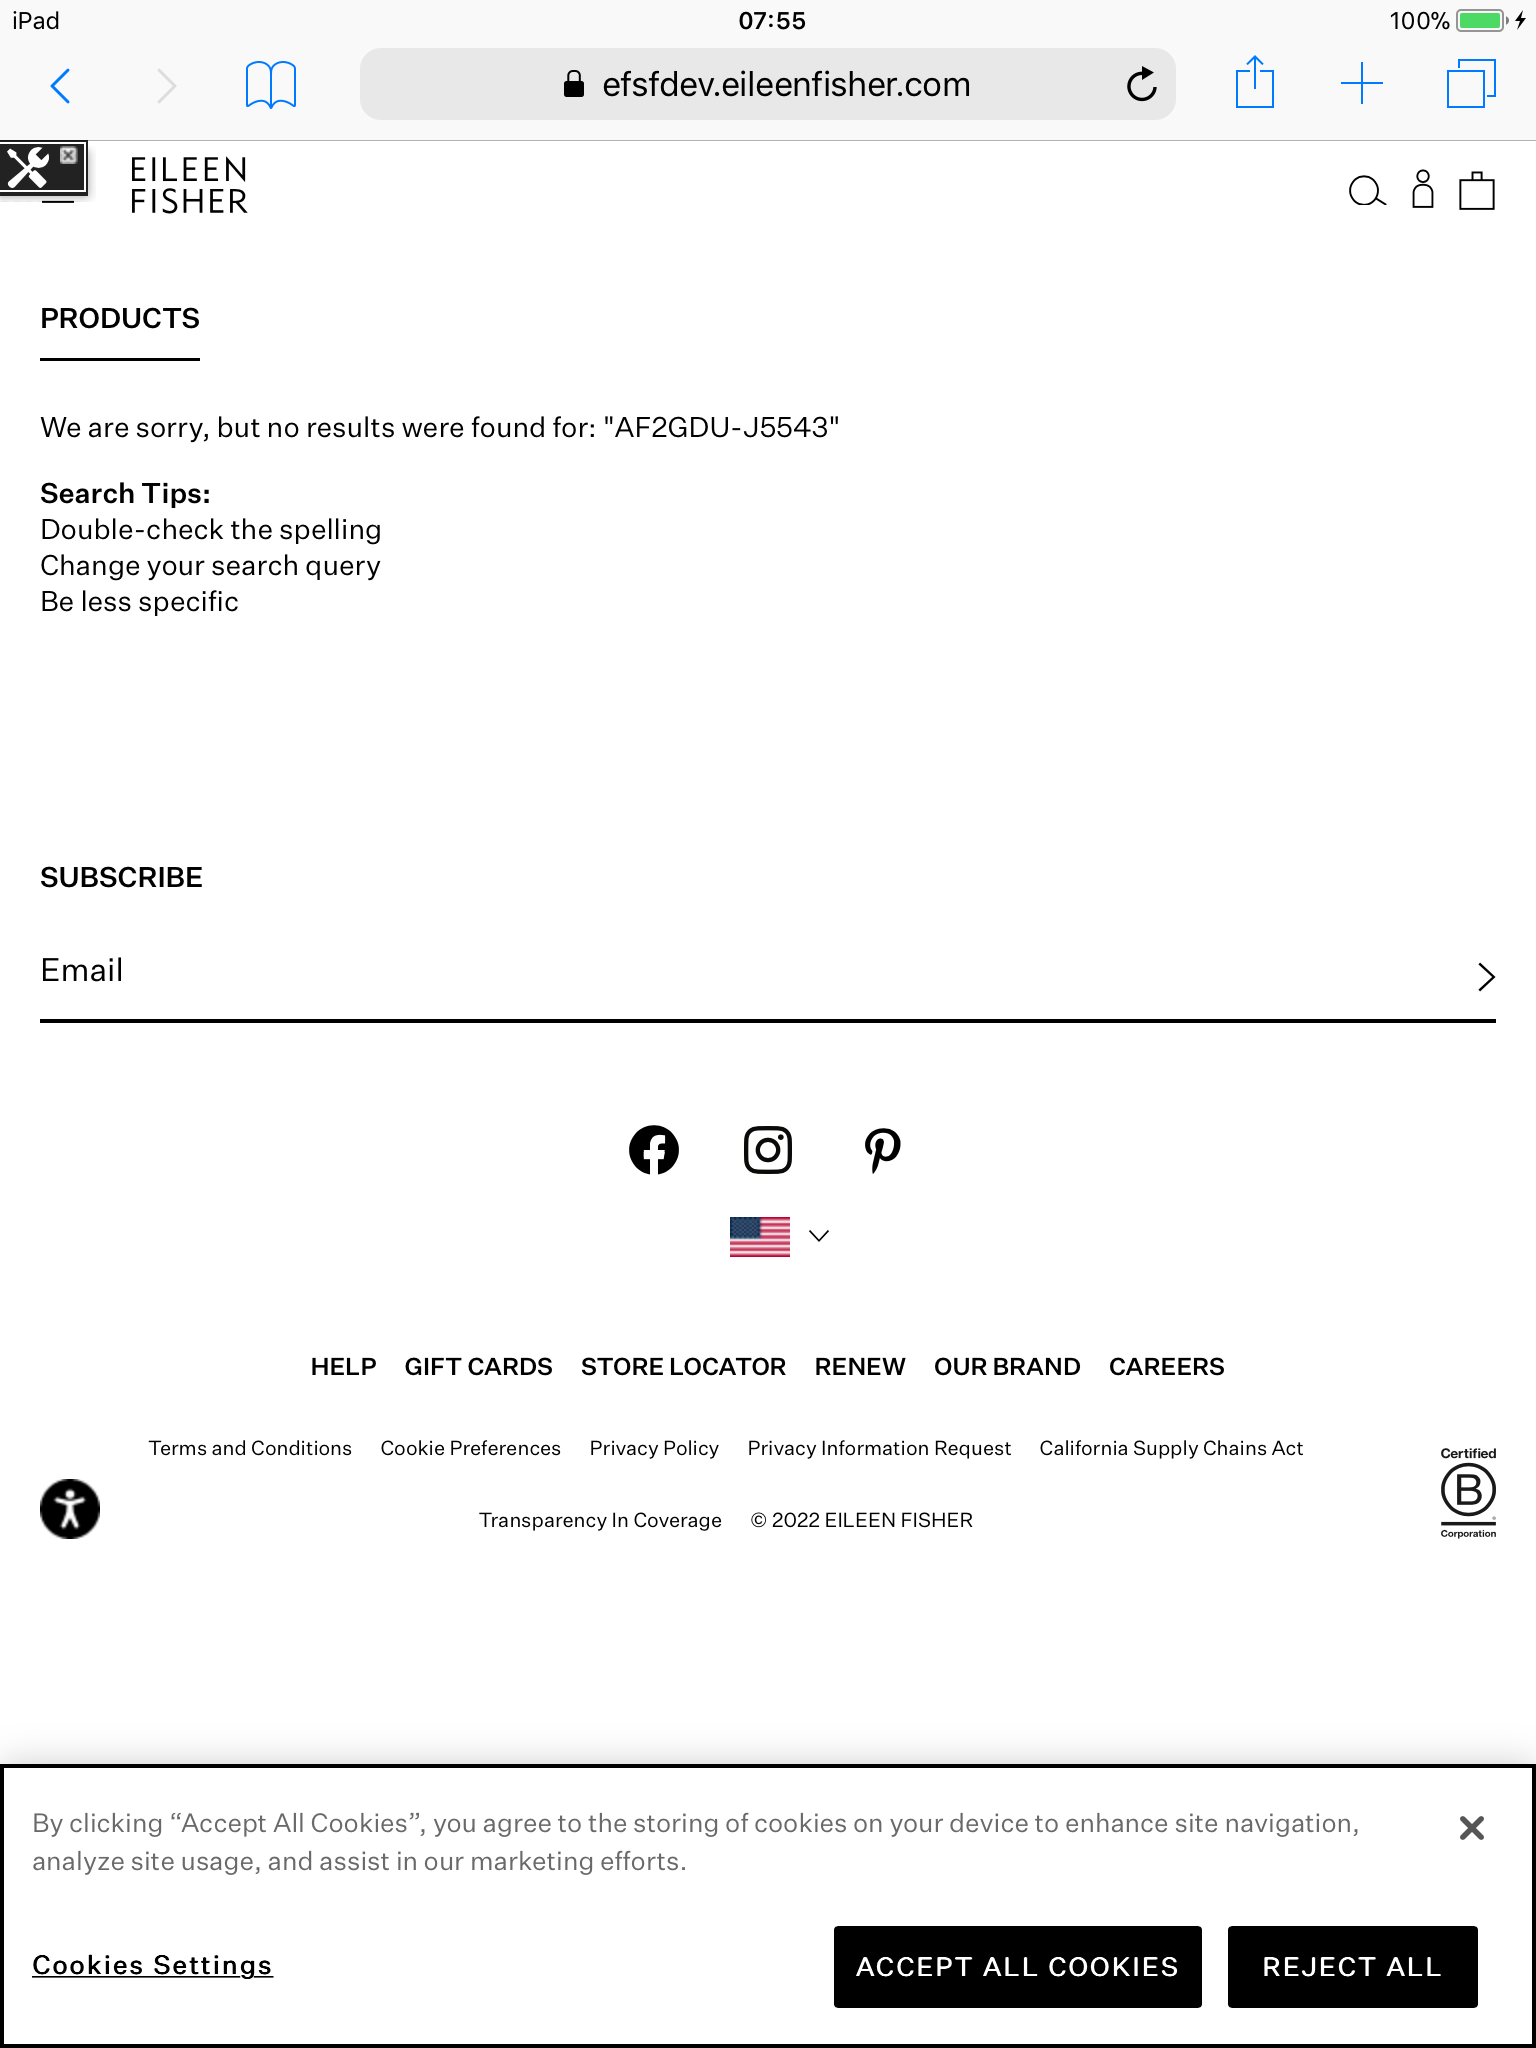 iPad
07:55
100%
efsfdev.eileenfisher.com
EILEEN
FISHER
PRODUCTS
We are sorry, but no results were found for: "AF2GDU-J5543"
Search Tips:
Double-check the spelling
Change your search query
Be less specific
SUBSCRIBE
Email
HELP GIFT CARDS STORE LOCATOR RENEW OUR BRAND CAREERS
Terms and Conditions Cookie Preferences Privacy Policy Privacy Information Request California Supply Chains Act
Transparency In Coverage © 2022 EILEEN FISHER
Certified
B
Corporation
By clicking “Accept All Cookies”, you agree to the storing of cookies on your device to enhance site navigation,
analyze site usage, and assist in our marketing efforts.
Cookies Settings
ACCEPT ALL COOKIES
REJECT ALL